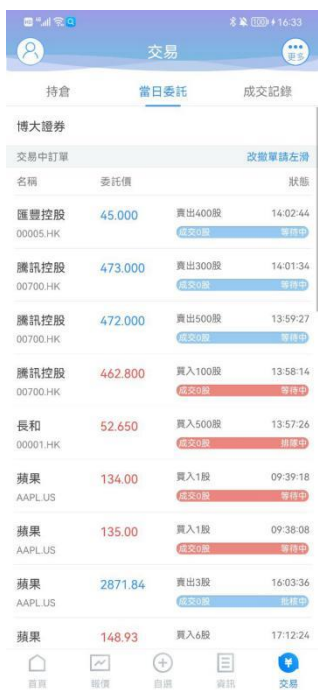 16:33
交易
更多
持倉 當日委託 成交記錄
博大證券
交易中訂單 改撤單請左滑
名稱 委託價 狀態
匯豐控股 45.000 賣出400股 14:02:44
00005.HK 成交0股 等待中
騰訊控股 473.000 賣出300股 14:01:34
00700.HK 成交0股 等待中
騰訊控股 472.000 賣出500股 13:59:27
00700.HK 成交0股 等待中
騰訊控股 462.800 買入100股 13:58:14
00700.HK 成交0股 等待中
長和 52.650 買入500股 13:57:26
00001.HK 成交0股 排隊中
蘋果 134.00 買入1股 09:39:18
AAPL.US 成交0股 等待中
蘋果 135.00 買入1股 09:38:08
AAPL.US 成交0股 等待中
蘋果 2871.84 賣出3股 16:03:36
AAPL.US 成交0股 批核中
蘋果 148.93 買入6股 17:12:24
首頁 報價 自選 資訊 交易